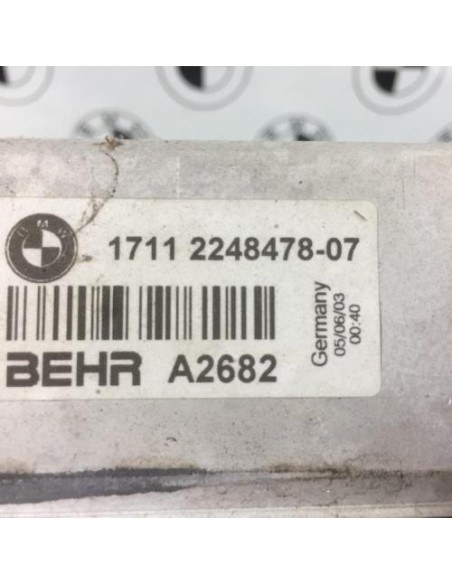 BMW
1711 2248478-07
BEHR A2682
Germany
05/06/03
00:40